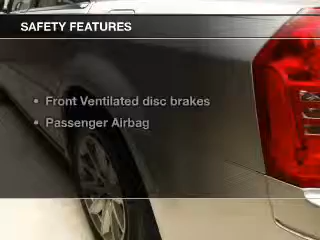 SAFETY FEATURES
• Front Ventilated disc brakes
• Passenger Airbag